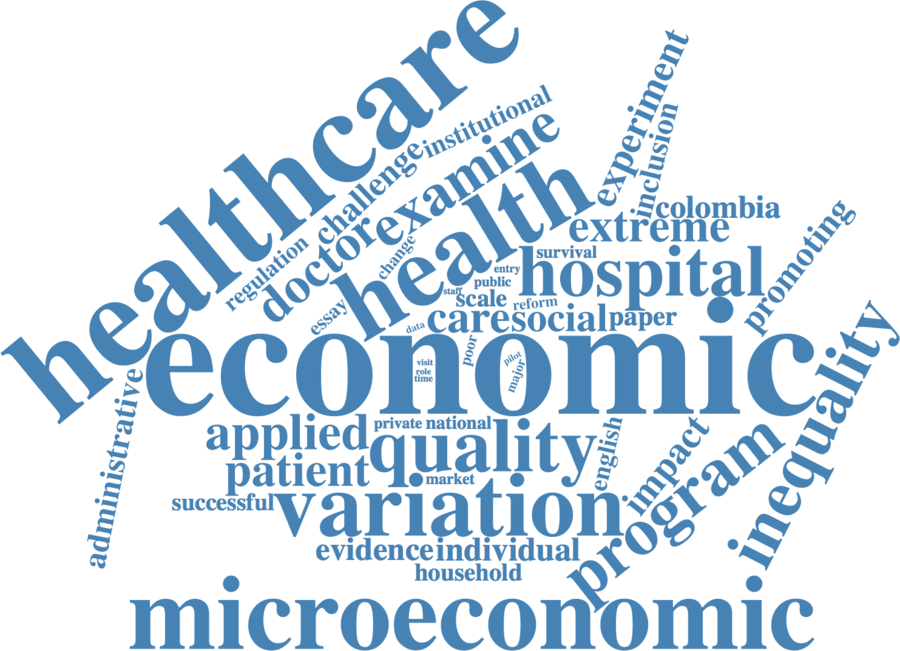 healthcare
institutional
experiment
challenge
examine
inclusion
regulation
doctor
change
health
colombia
extreme
promoting
survival
hospital
entry
public
staff
scale
reform
essay
data
care
social
paper
economic
poor
visit
role
time
pilot
major
inequality
administrative
applied
private
national
quality
english
impact
program
patient
market
successful
variation
evidence
individual
household
microeconomic